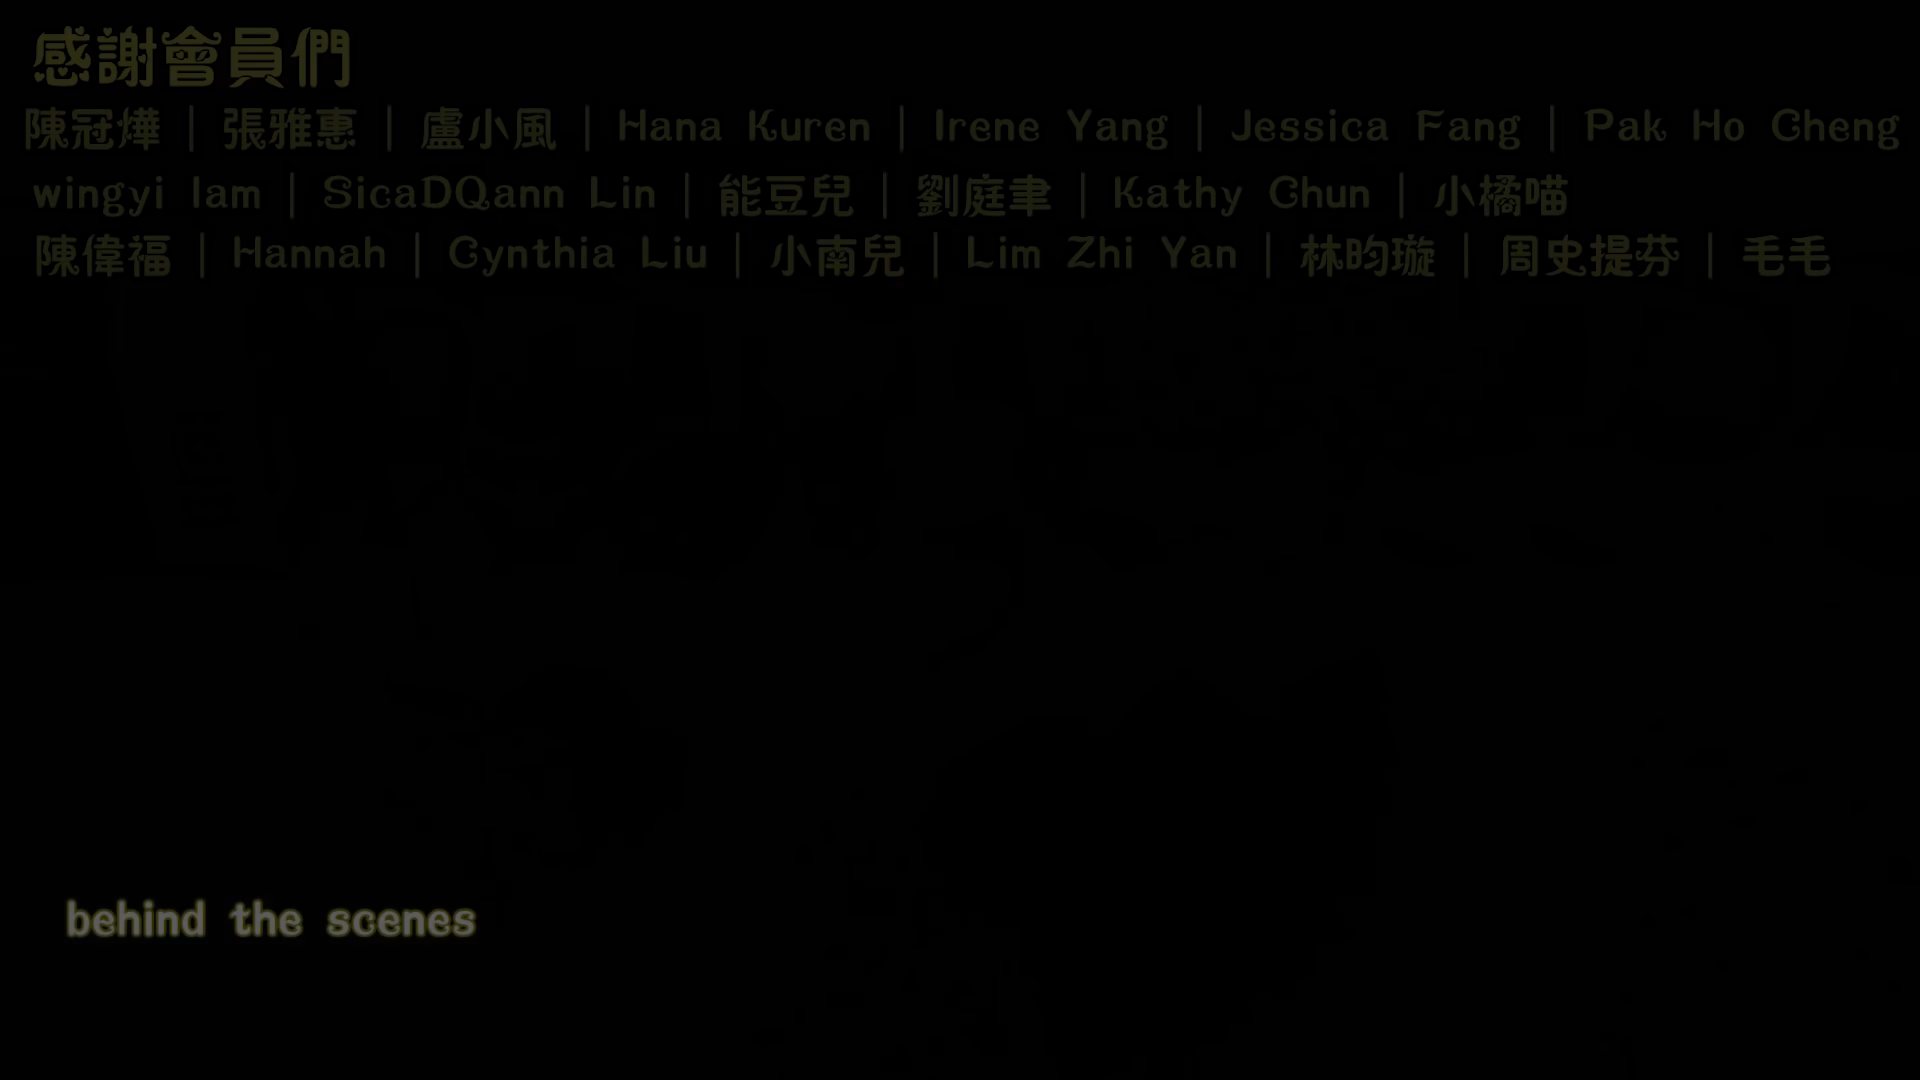 感謝會員們
陳冠燁 | 張雅惠 | 盧小風 | Hana Kuren | Irene Yang | Jessica Fang | Pak Ho Cheng
wingyi lam | SicaDQann Lin | 能豆兒 | 劉庭聿 | Kathy Chun | 小橘喵
陳偉福 | Hannah | Cynthia Liu | 小南兒 | Lim Zhi Yan | 林昀璇 | 周史提芬 | 毛毛
behind the scenes